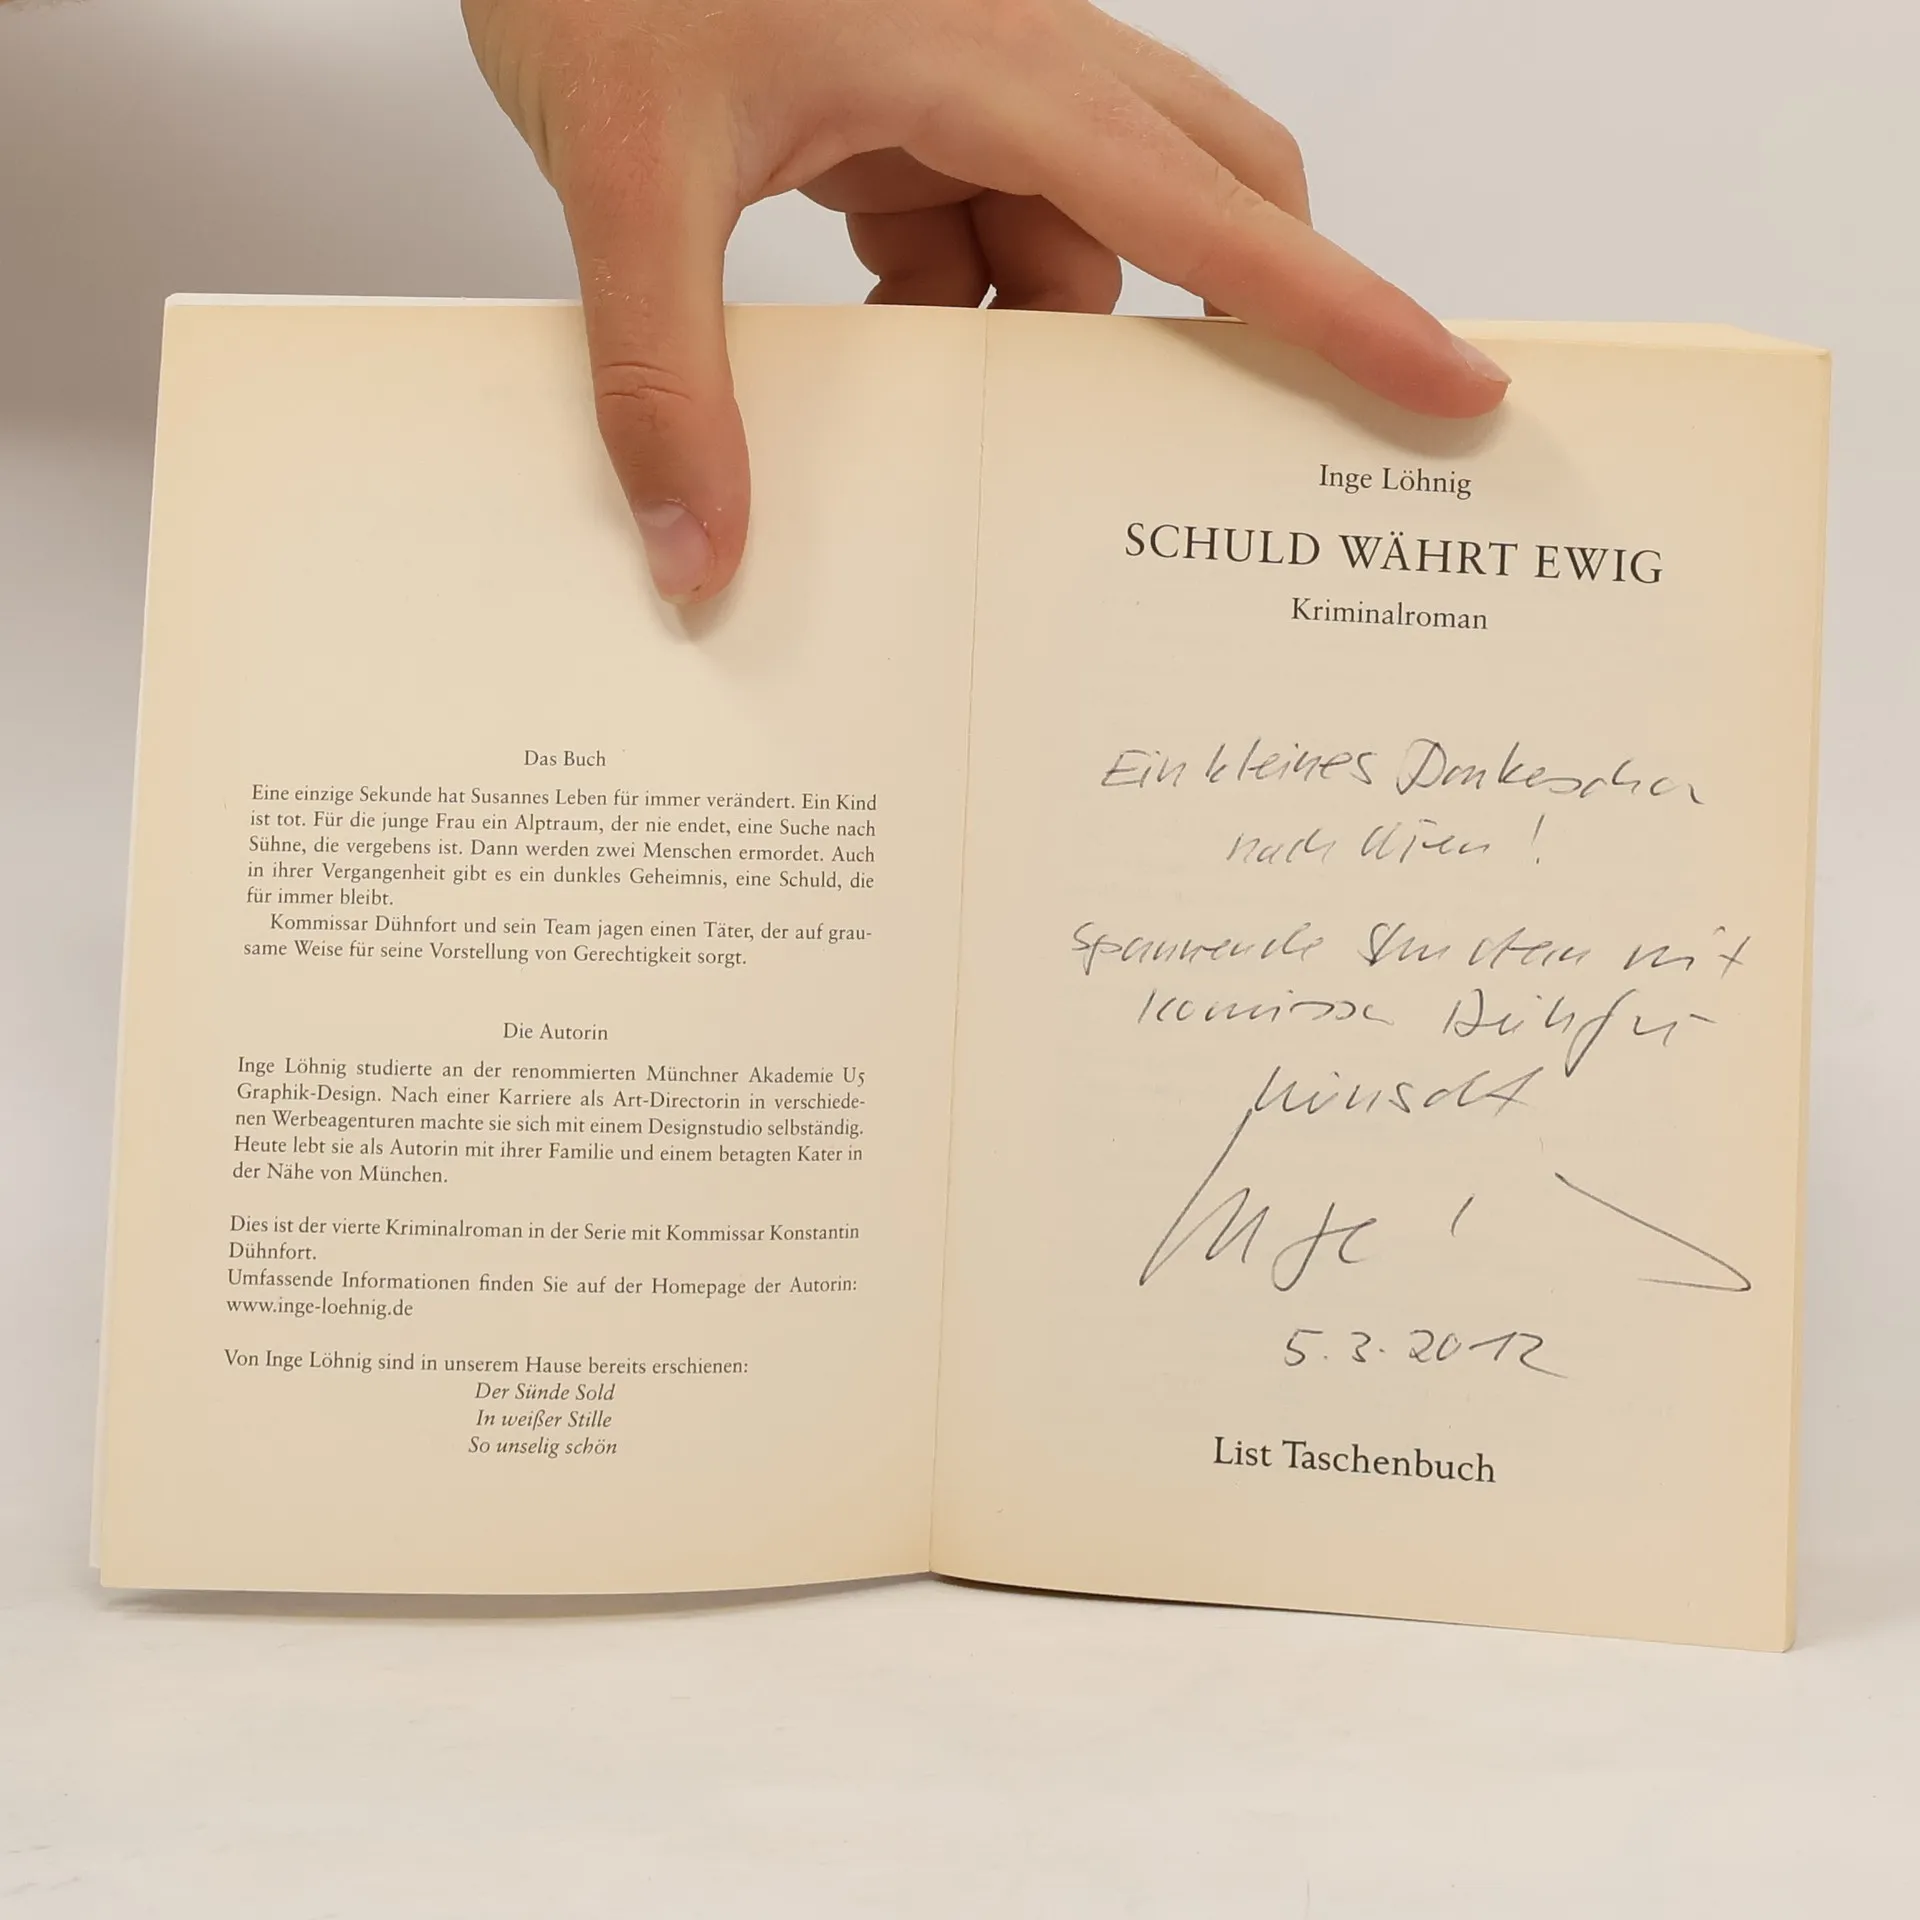 Das Buch
Eine einzige Sekunde hat Susannes Leben für immer verändert. Ein Kind
ist tot. Für die junge Frau ein Alptraum, der nie endet, eine Suche nach
Sühne, die vergebens ist. Dann werden zwei Menschen ermordet. Auch
in ihrer Vergangenheit gibt es ein dunkles Geheimnis, eine Schuld, die
für immer bleibt.
Kommissar Dühnfort und sein Team jagen einen Täter, der auf grau-
same Weise für seine Vorstellung von Gerechtigkeit sorgt.
Die Autorin
Inge Löhnig studierte an der renommierten Münchner Akademie U5
Graphik-Design. Nach einer Karriere als Art-Directorin in verschiede-
nen Werbeagenturen machte sie sich mit einem Designstudio selbständig.
Heute lebt sie als Autorin mit ihrer Familie und einem betagten Kater in
der Nähe von München.
Dies ist der vierte Kriminalroman in der Serie mit Kommissar Konstantin
Dühnfort.
Umfassende Informationen finden Sie auf der Homepage der Autorin:
www.inge-loehnig.de
Von Inge Löhnig sind in unserem Hause bereits erschienen:
Der Sünde Sold
In weißer Stille
So unselig schön
Inge Löhnig
SCHULD WÄHRT EWIG
Kriminalroman
Ein kleines Dankeschön
nach Wien!
Spannende Stunden mit
Kommissar Dühnfort
wünscht
Inge
5.3.2012
List Taschenbuch